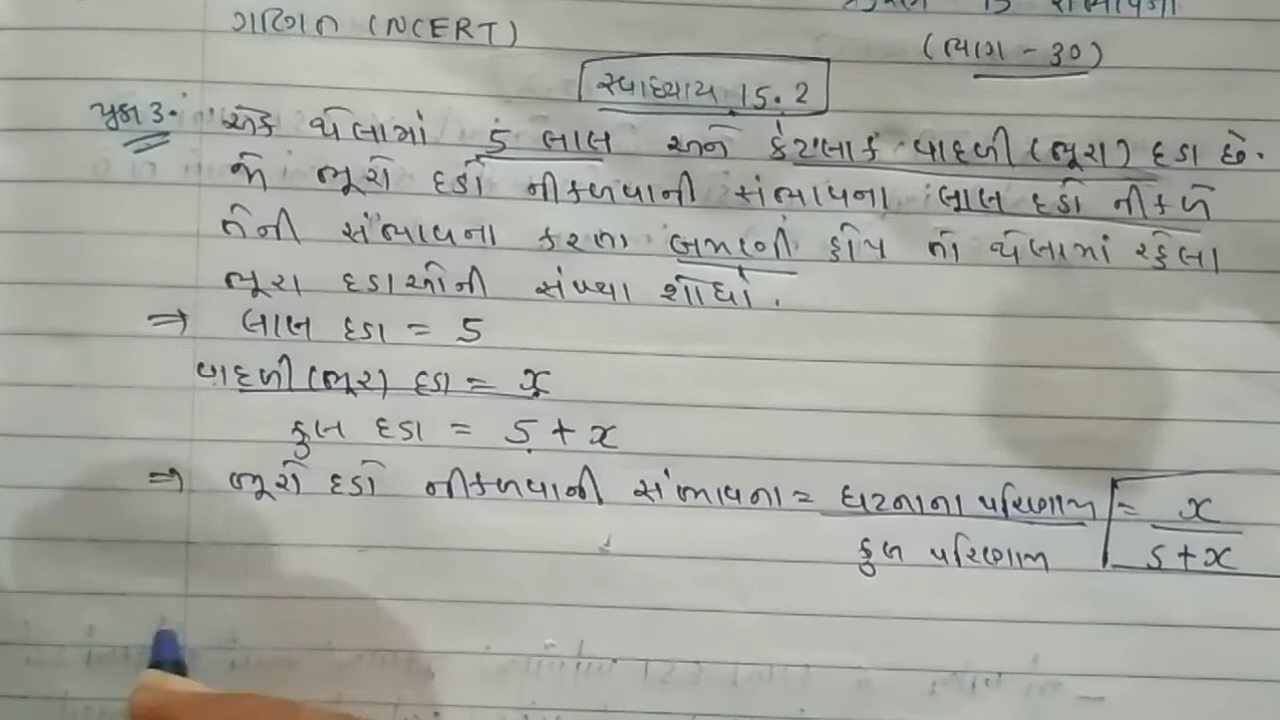 ગણિત (NCERT)
(ભાગ - 30)
સ્વાધ્યાય 15.2
પ્રશ્ન 3. એક થેલામાં 5 લાલ અને કેટલાક વાદળી (ભૂરા) દડા છે.
જો ભૂરો દડો નીકળવાની સંભાવના લાલ દડો નીકળે
તેની સંભાવના કરતા બમણી હોય તો થેલામાં રહેલા
ભૂરા દડાઓની સંખ્યા શોધો.
⇒ લાલ દડા = 5
વાદળી (ભૂરા) દડા = x
કુલ દડા = 5 + x
⇒ ભૂરો દડો નીકળવાની સંભાવના = ઘટનાના પરિણામ = x
કુલ પરિણામ 5 + x